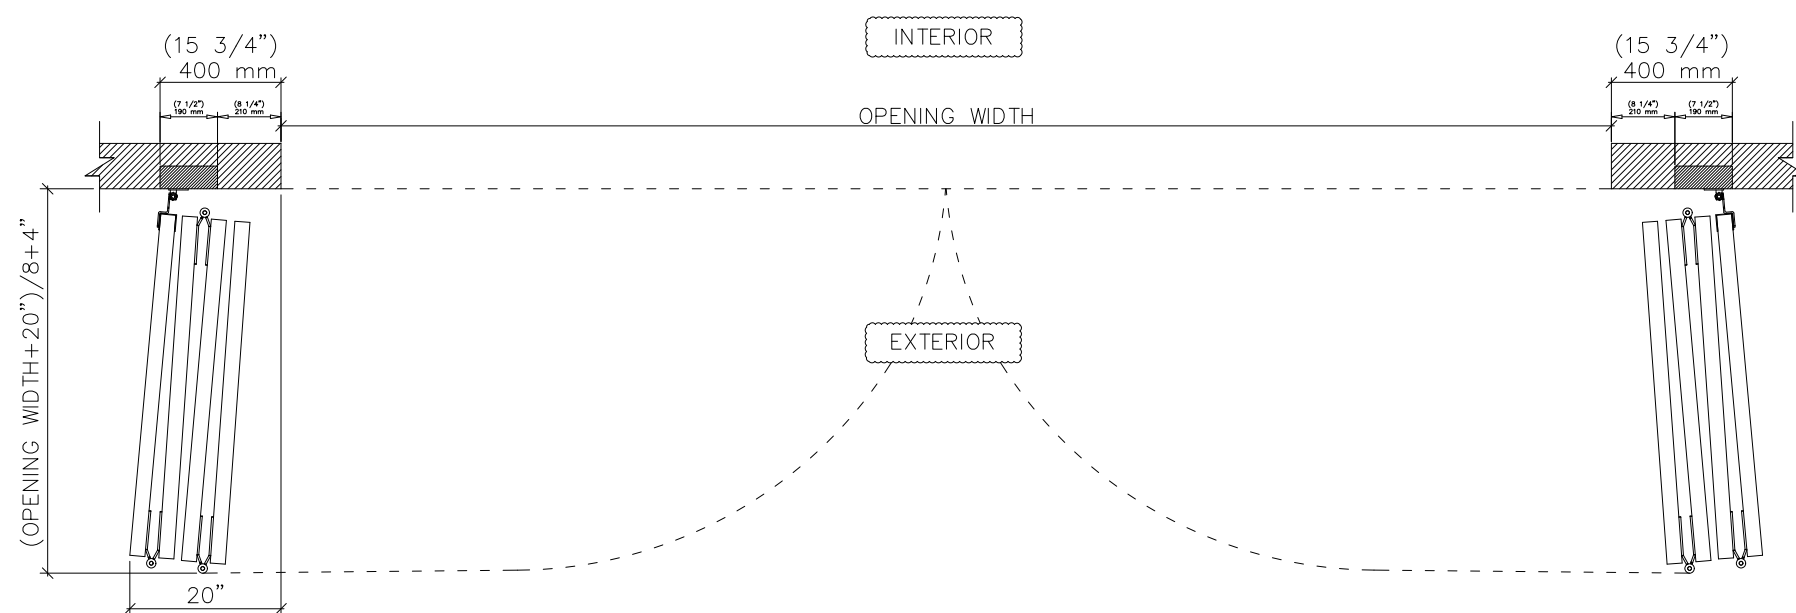 INTERIOR
(15 3/4")
400 mm
(7 1/2")
190 mm
(8 1/4")
210 mm
OPENING WIDTH
(15 3/4")
400 mm
(8 1/4")
210 mm
(7 1/2")
190 mm
(OPENING WIDTH+20")/8+4"
EXTERIOR
20"